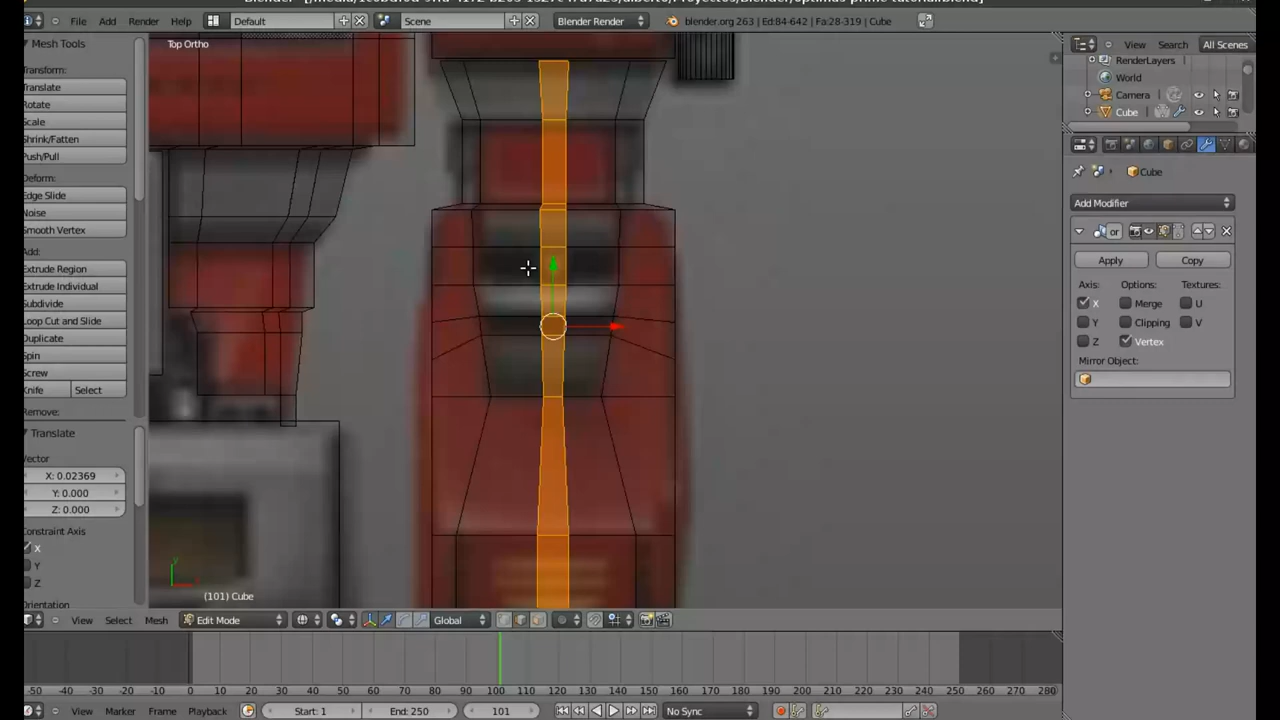 File Add Render Help Default Scene Blender Render blender.org 263 | Ed:84-642 | Fa:28-319 | Cube
Mesh Tools
Top Ortho
View Search All Scenes
RenderLayers
World
Camera
Cube
Transform:
Translate
Rotate
Scale
Shrink/Fatten
Push/Pull
Deform:
Edge Slide
Noise
Smooth Vertex
Add:
Extrude Region
Extrude Individual
Subdivide
Loop Cut and Slide
Duplicate
Spin
Screw
Knife Select
Remove:
Translate
Vector
X: 0.02369
Y: 0.000
Z: 0.000
Constraint Axis
X
Y
Z
Orientation
Cube
Add Modifier
or
Apply Copy
Axis: Options: Textures:
X Merge U
Y Clipping V
Z Vertex
Mirror Object:
y
(101) Cube
View Select Mesh Edit Mode Global
-50 -40 -30 -20 -10 0 10 20 30 40 50 60 70 80 90 100 110 120 130 140 150 160 170 180 190 200 210 220 230 240 250 260 270 280
View Marker Frame Playback Start: 1 End: 250 101 No Sync